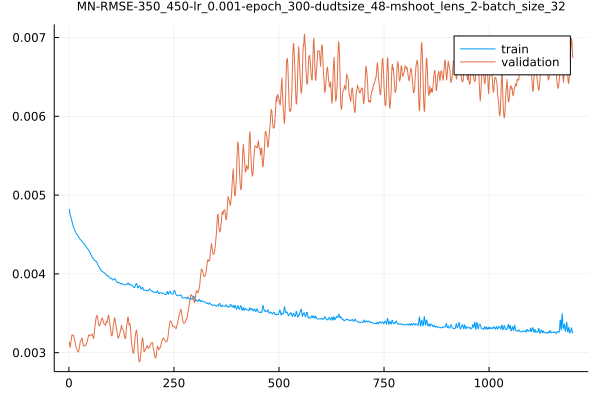 MN-RMSE-350_450-lr_0.001-epoch_300-dudtsize_48-mshoot_lens_2-batch_size_32
0.007
train
validation
0.006
0.005
0.004
0.003
0 250 500 750 1000